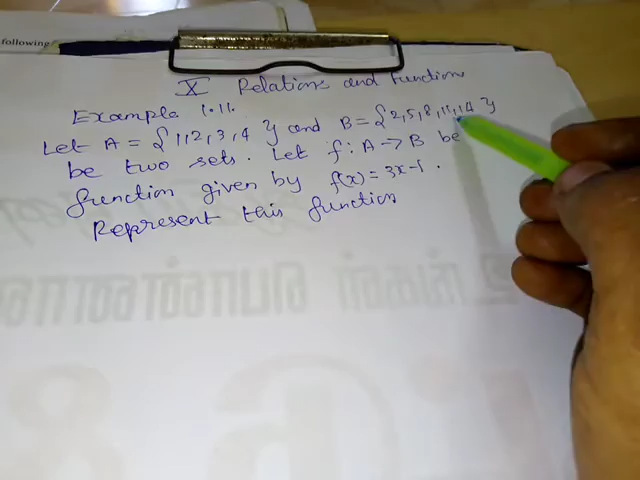 following
X Relations and Function
Example 1.11.
Let A = {1,2,3,4} and B = {2,5,8,11,14}
be two sets. Let f: A → B be
function given by f(x) = 3x-1.
Represent this function